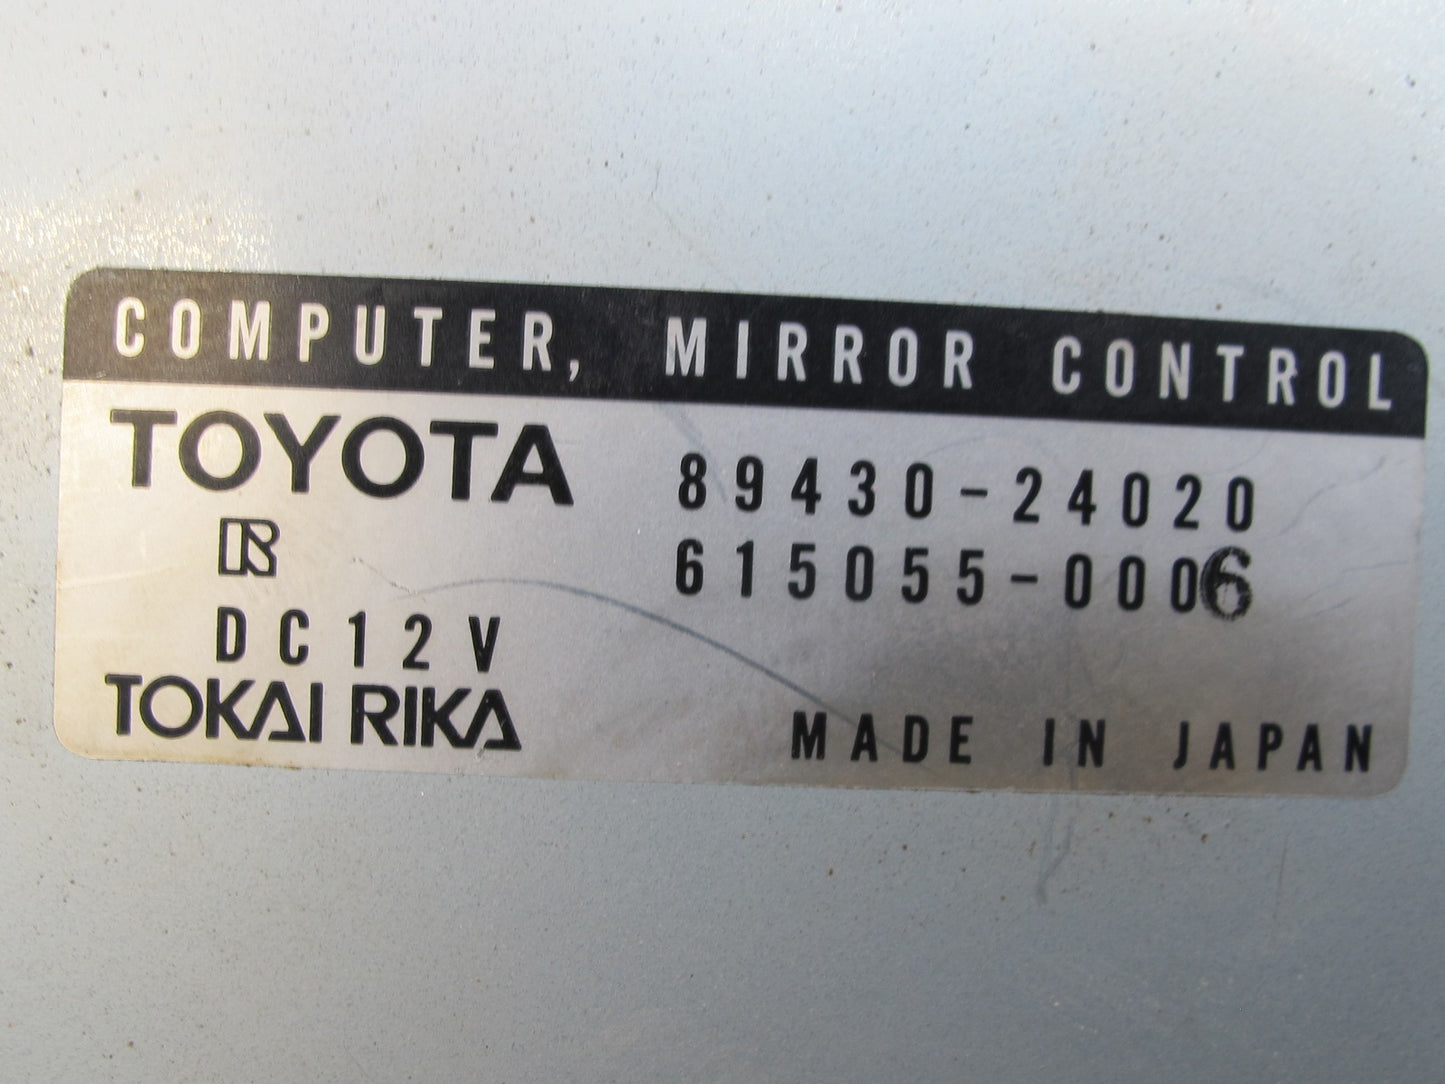 COMPUTER, MIRROR CONTROL
TOYOTA 89430-24020
R 615055-0006
DC12V
TOKAI RIKA MADE IN JAPAN